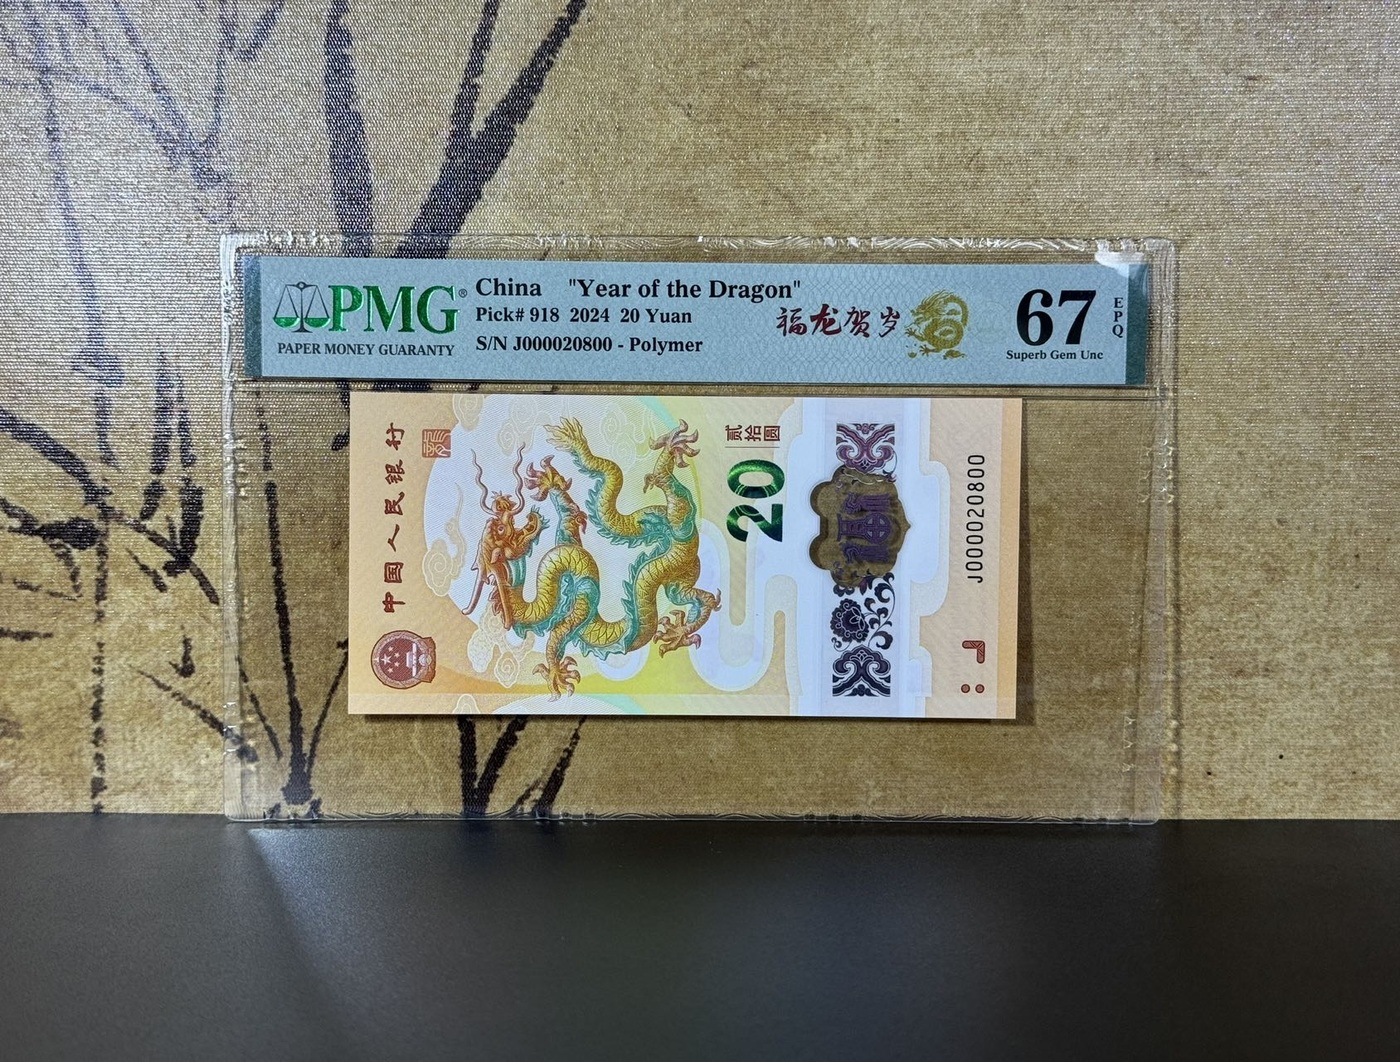 PMG®
PAPER MONEY GUARANTY
China "Year of the Dragon"
Pick# 918 2024 20 Yuan
S/N J000020800 - Polymer
福龙贺岁
67
EPQ
Superb Gem Unc
中国人民银行
贰拾圆
20
福
J000020800